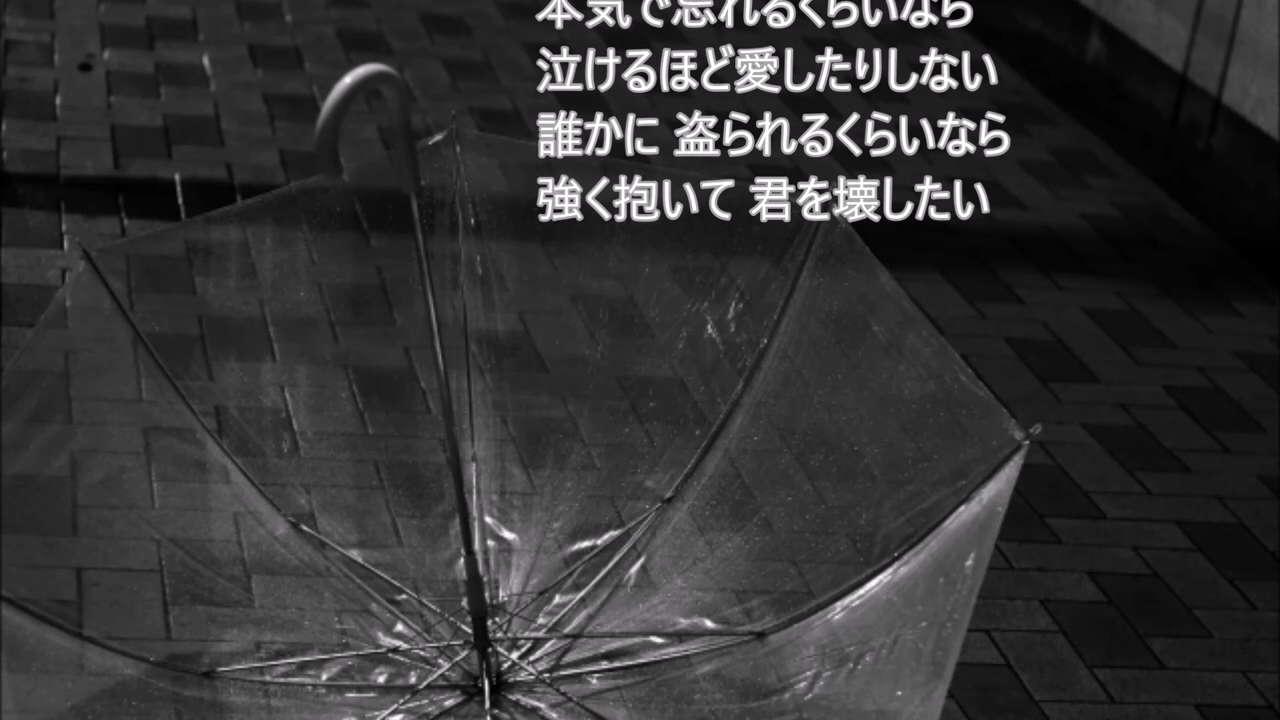 本気で忘れるくらいなら
泣けるほど愛したりしない
誰かに 盗られるくらいなら
強く抱いて 君を壊したい